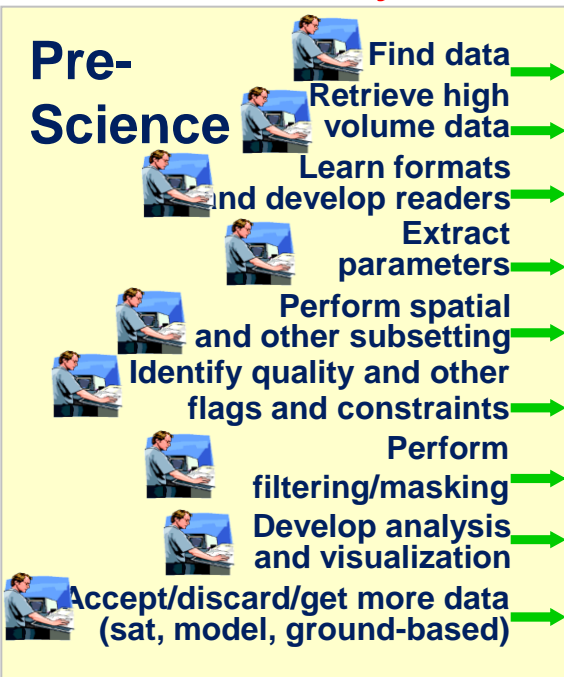 Pre-
Science
Find data
Retrieve high
volume data
Learn formats
and develop readers
Extract
parameters
Perform spatial
and other subsetting
Identify quality and other
flags and constraints
Perform
filtering/masking
Develop analysis
and visualization
Accept/discard/get more data
(sat, model, ground-based)